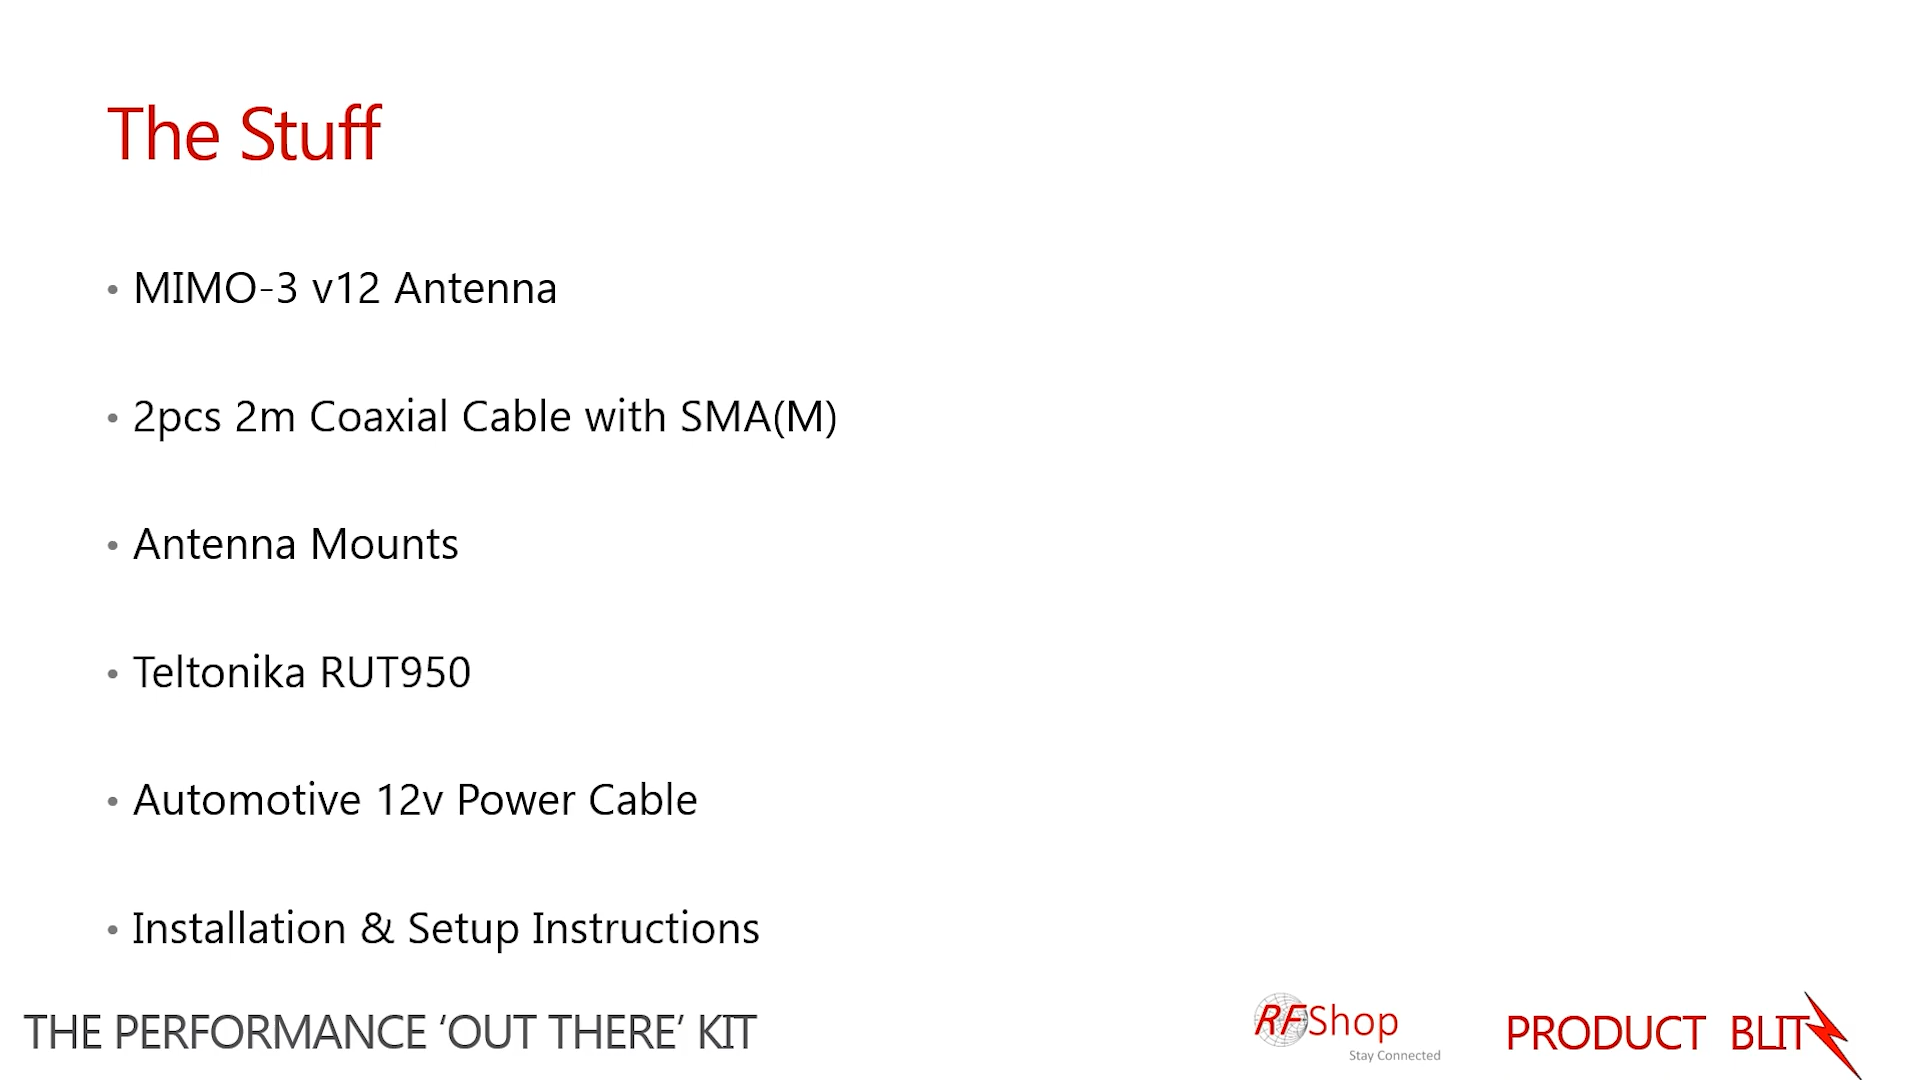 The Stuff
• MIMO-3 v12 Antenna
• 2pcs 2m Coaxial Cable with SMA(M)
• Antenna Mounts
• Teltonika RUT950
• Automotive 12v Power Cable
• Installation & Setup Instructions
THE PERFORMANCE ‘OUT THERE’ KIT
RFShop
Stay Connected
PRODUCT BLITZ